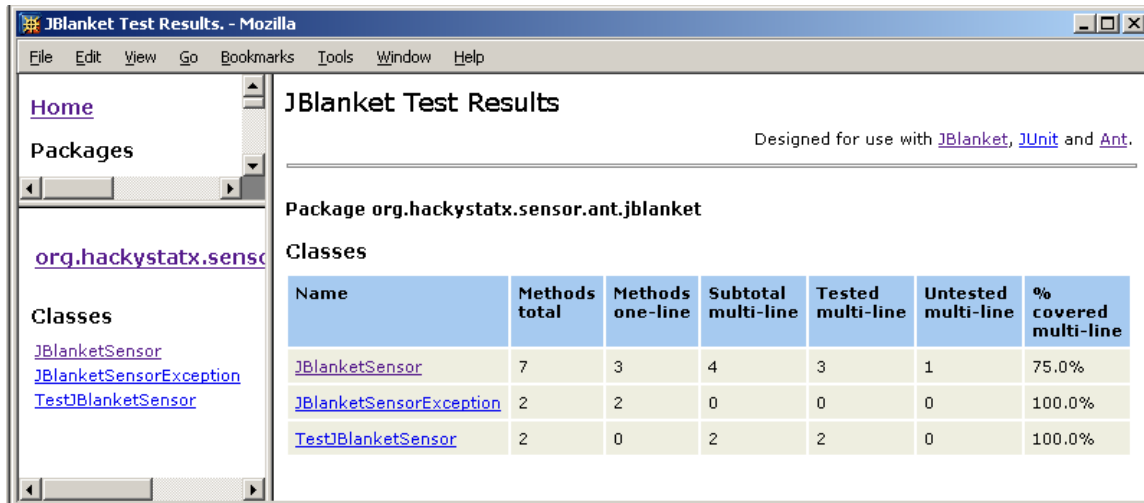 JBlanket Test Results. - Mozilla
File Edit View Go Bookmarks Tools Window Help
Home
Packages
org.hackystatx.senso
Classes
JBlanketSensor
JBlanketSensorException
TestJBlanketSensor
JBlanket Test Results
Designed for use with JBlanket, JUnit and Ant.
Package org.hackystatx.sensor.ant.jblanket
Classes
Name Methods total Methods one-line Subtotal multi-line Tested multi-line Untested multi-line % covered multi-line
JBlanketSensor 7 3 4 3 1 75.0%
JBlanketSensorException 2 2 0 0 0 100.0%
TestJBlanketSensor 2 0 2 2 0 100.0%